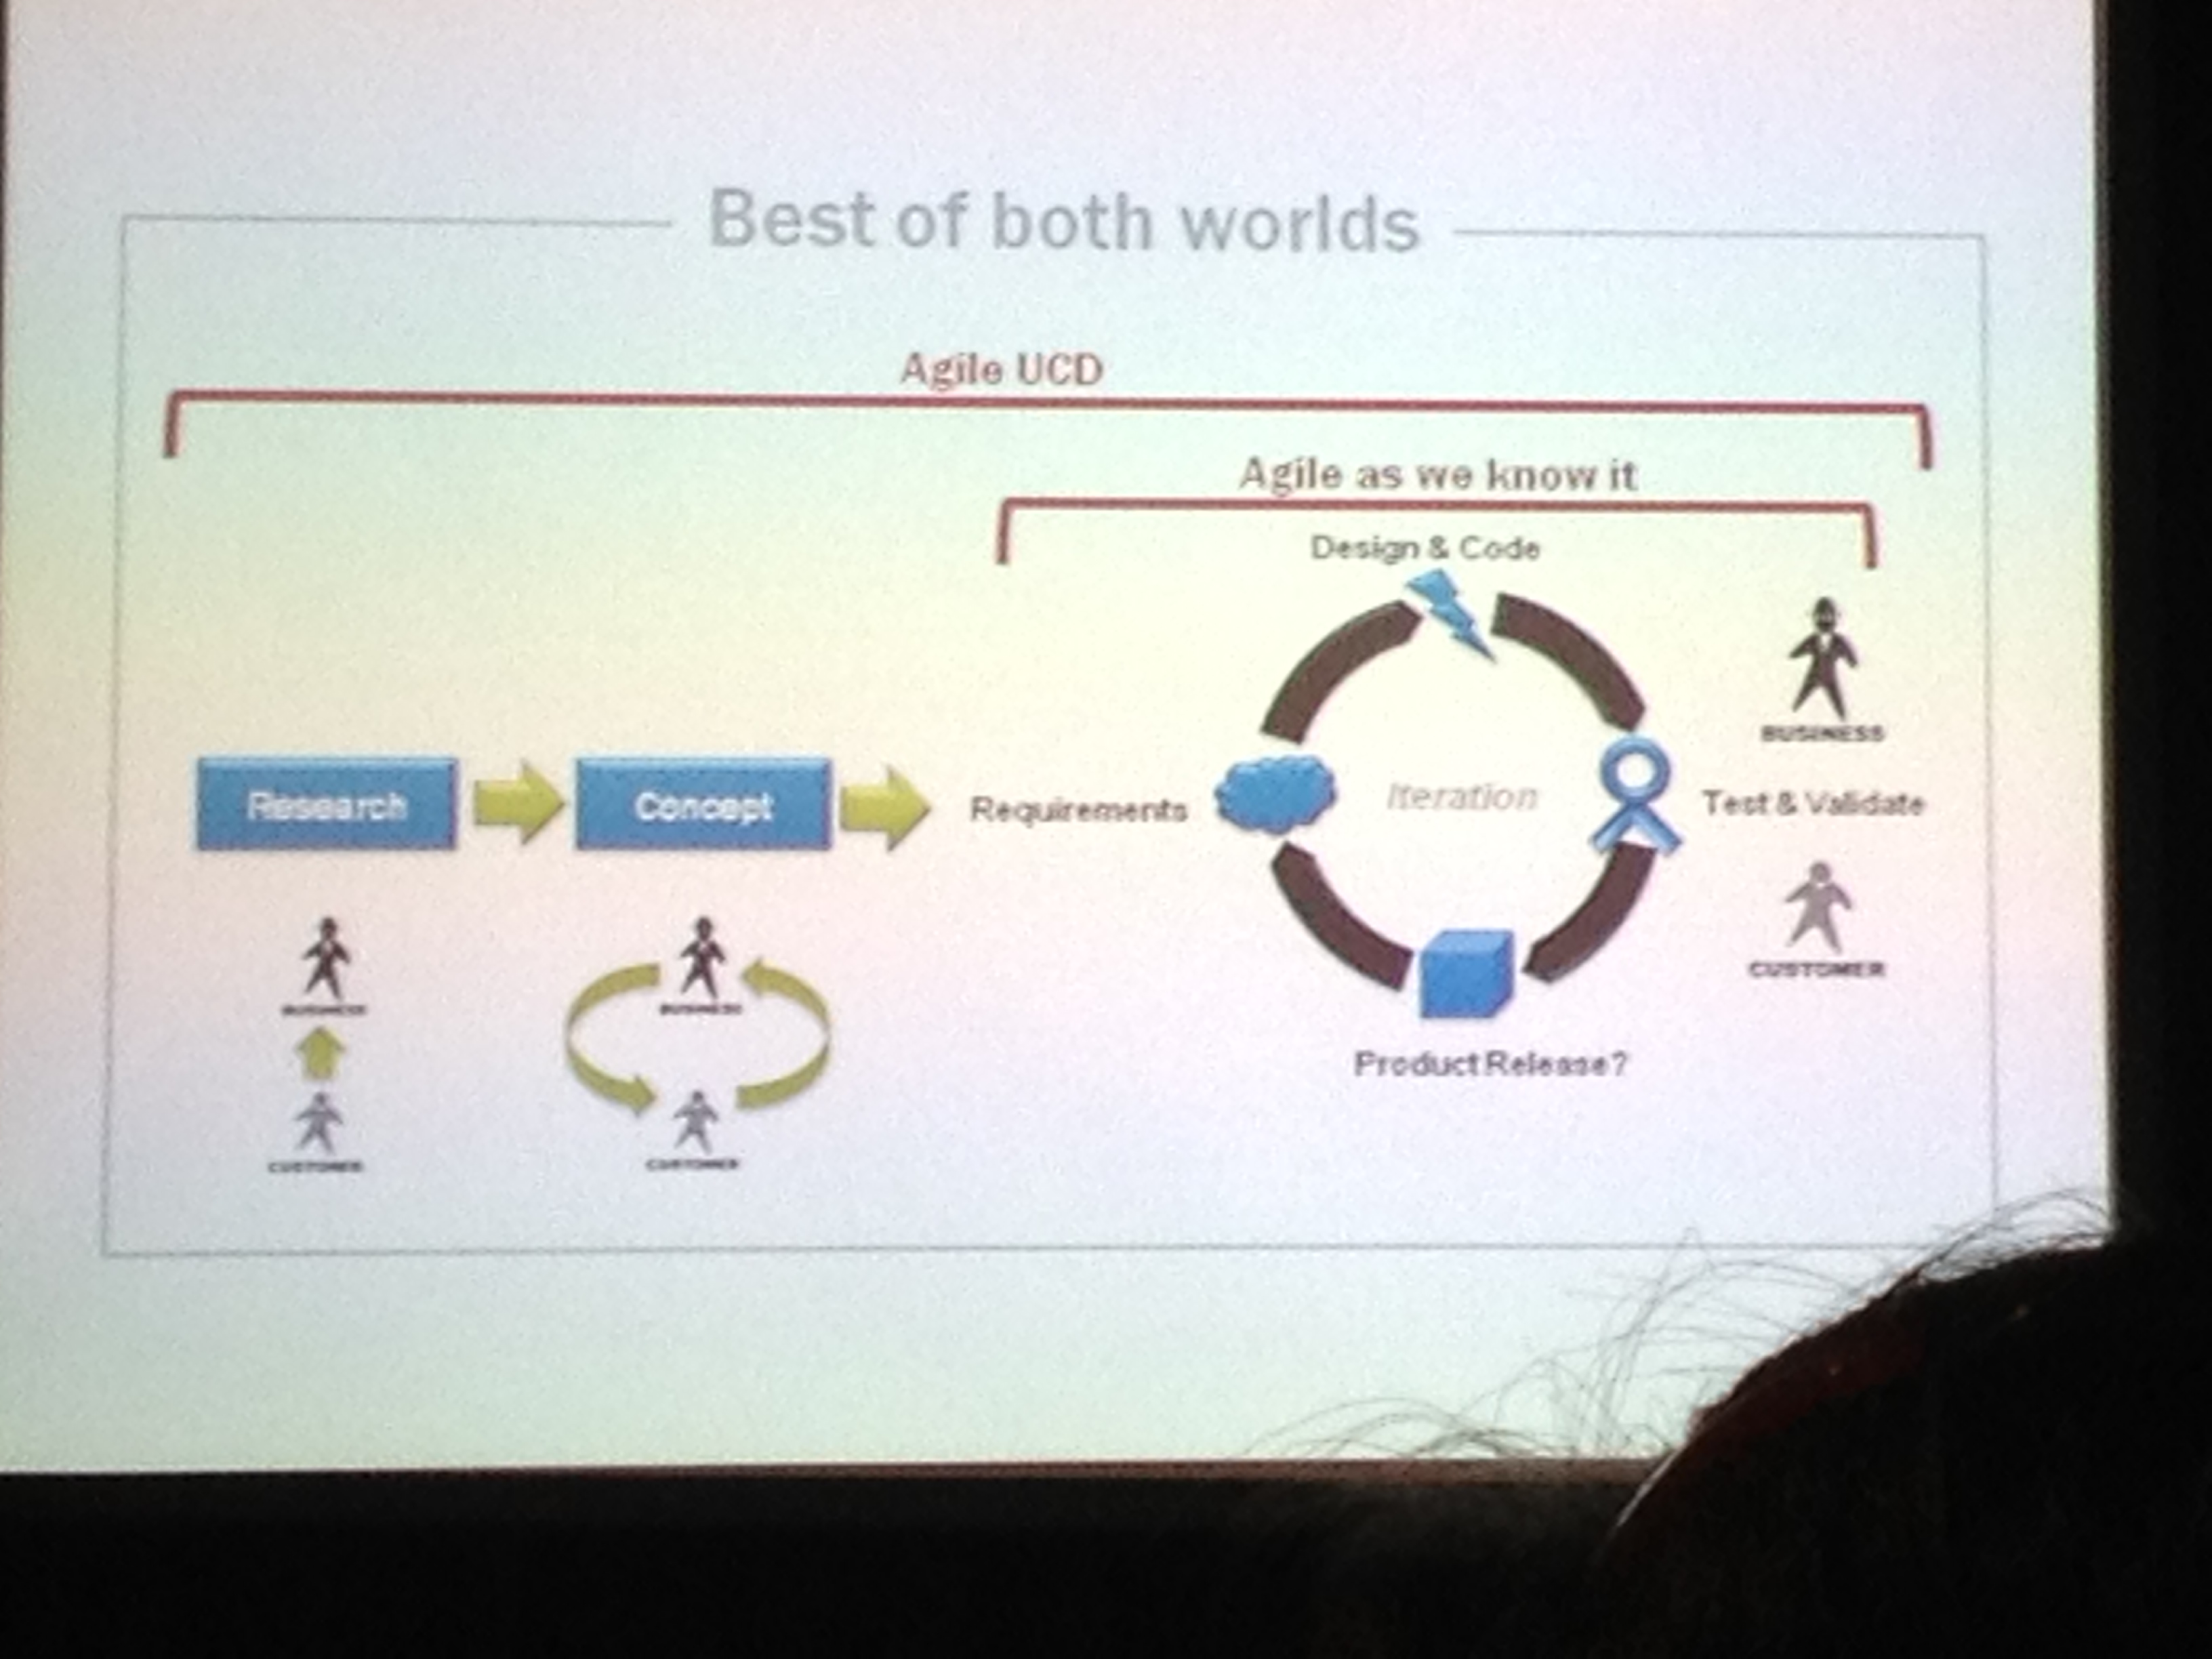 Best of both worlds
Agile UCD
Agile as we know it
Design & Code
BUSINESS
Research
Concept
Requirements
Iteration
Test & Validate
BUSINESS
BUSINESS
CUSTOMER
Product Release?
CUSTOMER
CUSTOMER